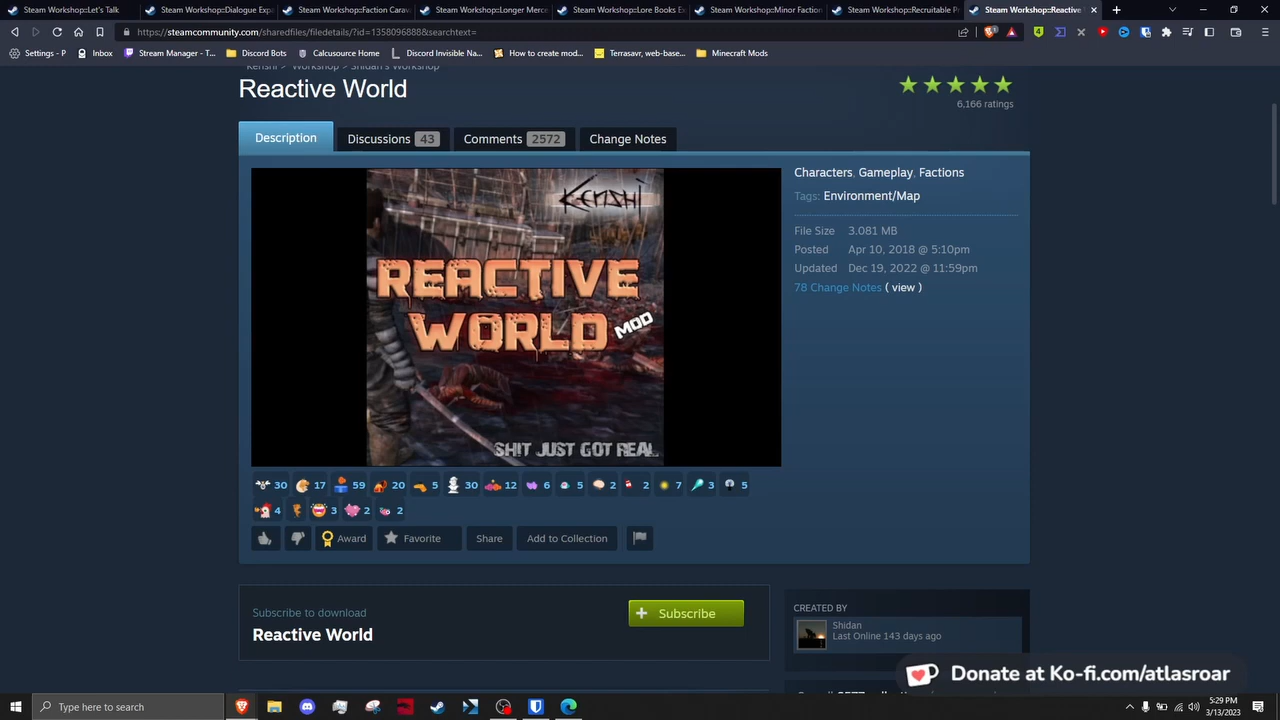 Steam Workshop::Let's Talk
Steam Workshop::Dialogue Exp
Steam Workshop::Faction Carav
Steam Workshop::Longer Merce
Steam Workshop::Lore Books Ex
Steam Workshop::Minor Faction
Steam Workshop::Recruitable P
Steam Workshop::Reactive
https://steamcommunity.com/sharedfiles/filedetails/?id=1358096888&searchtext=
Settings - P
Inbox
Stream Manager - T...
Discord Bots
Calcusource Home
Discord Invisible Na...
How to create mod...
Terrasavr, web-base...
Minecraft Mods
Kenshi > Workshop > Shidan's Workshop
Reactive World
6,166 ratings
Description
Discussions 43
Comments 2572
Change Notes
KENSHI
REACTIVE
WORLD
MOD
SHIT JUST GOT REAL
Characters, Gameplay, Factions
Tags: Environment/Map
File Size 3.081 MB
Posted Apr 10, 2018 @ 5:10pm
Updated Dec 19, 2022 @ 11:59pm
78 Change Notes ( view )
30 17 59 20 5 30 12 6 5 2 2 7 3 5
4 3 2 2
Award
Favorite
Share
Add to Collection
Subscribe to download
Reactive World
Subscribe
CREATED BY
Shidan
Last Online 143 days ago
Donate at Ko-fi.com/atlasroar
Type here to search
5:29 PM
3/13/2023